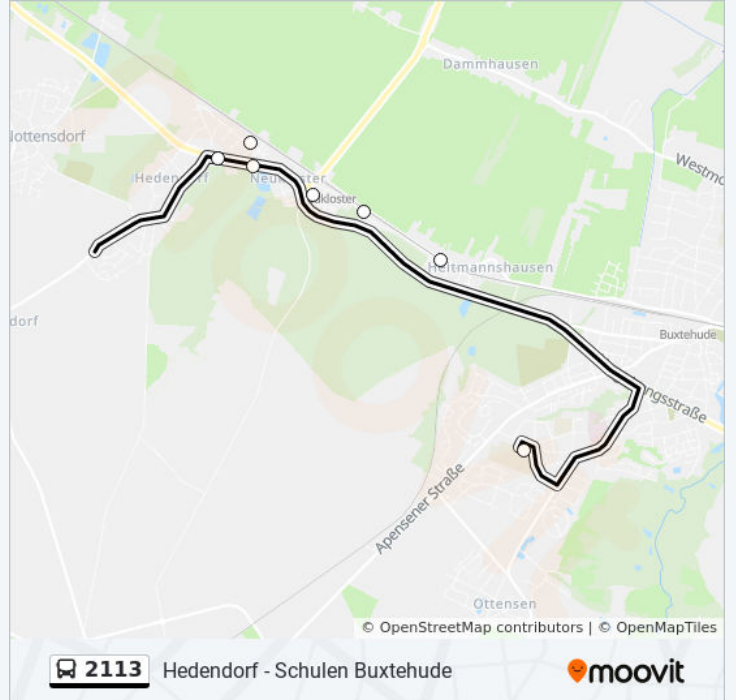 Dammhausen
Nottensdorf
Westmo
Hedendorf
Neukloster
ukloster
Heitmannshausen
dorf
Buxtehude
ngsstraße
Apensener Straße
Ottensen
© OpenStreetMap contributors | © OpenMapTiles
2113 Hedendorf - Schulen Buxtehude
moovit